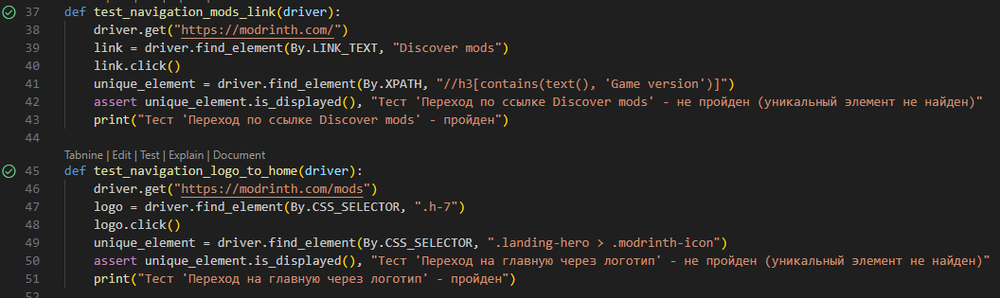 37 def test_navigation_mods_link(driver):
38 driver.get("https://modrinth.com/")
39 link = driver.find_element(By.LINK_TEXT, "Discover mods")
40 link.click()
41 unique_element = driver.find_element(By.XPATH, "//h3[contains(text(), 'Game version')]")
42 assert unique_element.is_displayed(), "Тест 'Переход по ссылке Discover mods' - не пройден (уникальный элемент не найден)"
43 print("Тест 'Переход по ссылке Discover mods' - пройден")
44
Tabnine | Edit | Test | Explain | Document
45 def test_navigation_logo_to_home(driver):
46 driver.get("https://modrinth.com/mods")
47 logo = driver.find_element(By.CSS_SELECTOR, ".h-7")
48 logo.click()
49 unique_element = driver.find_element(By.CSS_SELECTOR, ".landing-hero > .modrinth-icon")
50 assert unique_element.is_displayed(), "Тест 'Переход на главную через логотип' - не пройден (уникальный элемент не найден)"
51 print("Тест 'Переход на главную через логотип' - пройден")
52